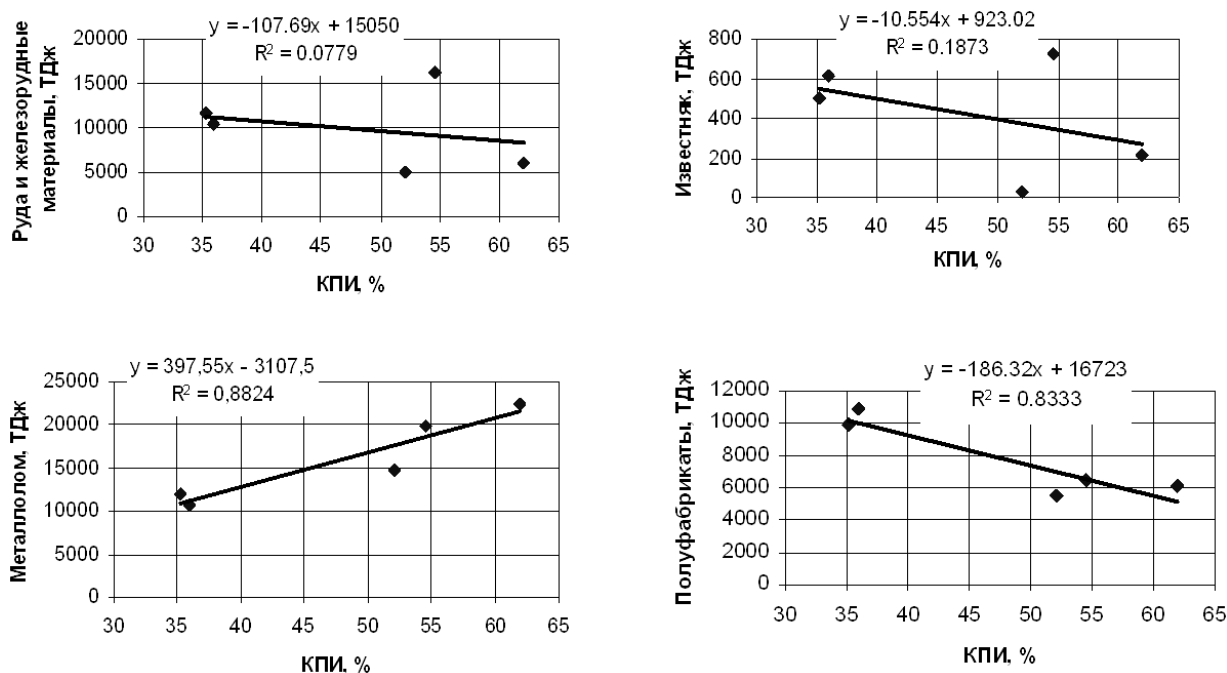 y = -107.69x + 15050
R² = 0.0779
Руда и железорудные
материалы, ТДж
20000
15000
10000
5000
0
30 35 40 45 50 55 60 65
КПИ, %
y = -10.554x + 923.02
R² = 0.1873
Известняк, ТДж
800
600
400
200
0
30 35 40 45 50 55 60 65
КПИ, %
y = 397,55x - 3107,5
R² = 0,8824
Металлолом, ТДж
25000
20000
15000
10000
5000
0
30 35 40 45 50 55 60 65
КПИ, %
y = -186.32x + 16723
R² = 0.8333
Полуфабрикаты, ТДж
12000
10000
8000
6000
4000
2000
0
30 35 40 45 50 55 60 65
КПИ, %